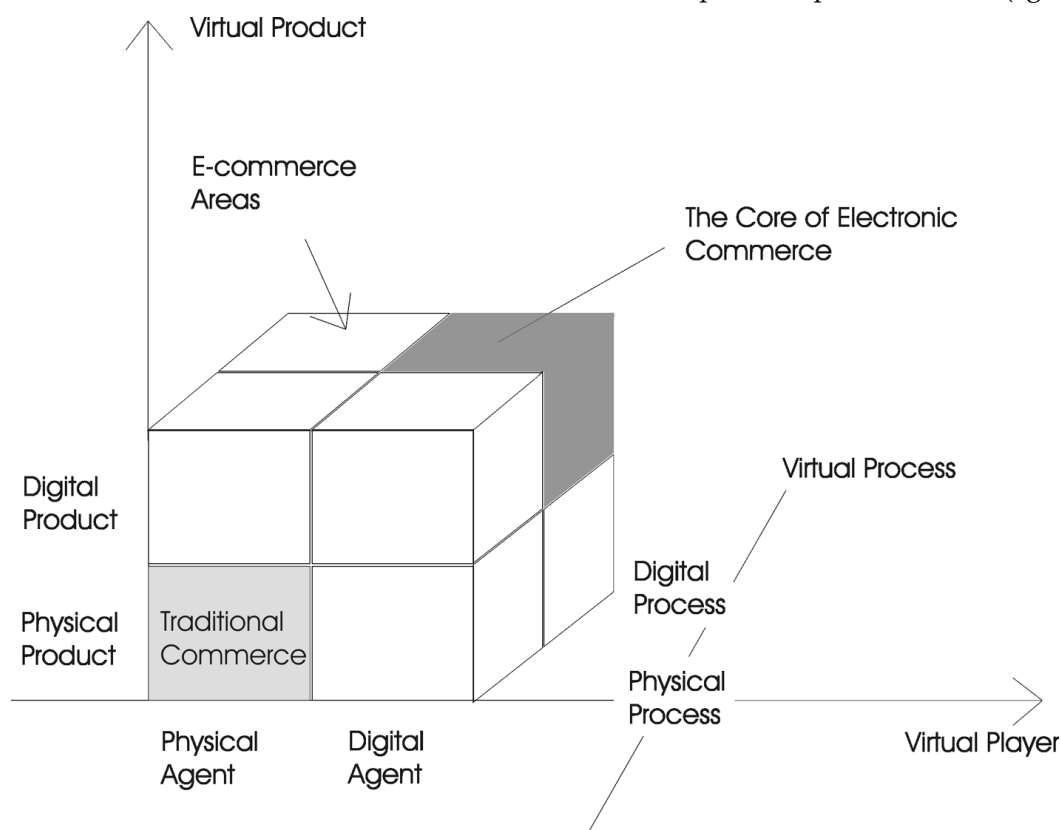 Virtual Product
E-commerce
Areas
The Core of Electronic
Commerce
Virtual Process
Digital
Product
Digital
Process
Physical
Product
Traditional
Commerce
Physical
Process
Physical
Agent
Digital
Agent
Virtual Player